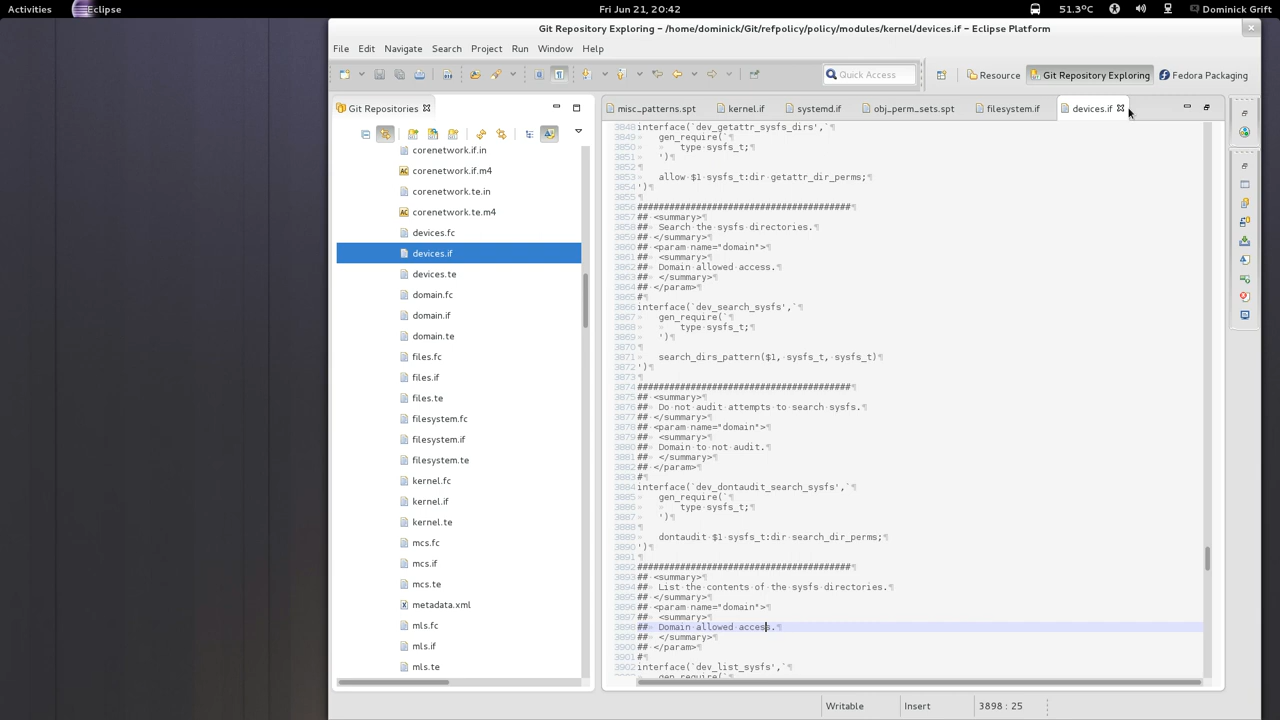 Activities Eclipse Fri Jun 21, 20:42 51.3°C Dominick Grift
Git Repository Exploring – /home/dominick/Git/refpolicy/policy/modules/kernel/devices.if – Eclipse Platform
File Edit Navigate Search Project Run Window Help
Quick Access Resource Git Repository Exploring Fedora Packaging
Git Repositories
corenetwork.if.in
corenetwork.if.m4
corenetwork.te.in
corenetwork.te.m4
devices.fc
devices.if
devices.te
domain.fc
domain.if
domain.te
files.fc
files.if
files.te
filesystem.fc
filesystem.if
filesystem.te
kernel.fc
kernel.if
kernel.te
mcs.fc
mcs.if
mcs.te
metadata.xml
mls.fc
mls.if
mls.te
misc_patterns.spt kernel.if systemd.if obj_perm_sets.spt filesystem.if devices.if
3848 interface(`dev_getattr_sysfs_dirs',`¶
3849 » gen_require(`¶
3850 » » type·sysfs_t;¶
3851 » ')¶
3852 ¶
3853 » allow·$1·sysfs_t:dir·getattr_dir_perms;¶
3854 ')¶
3855 ¶
3856 ########################################¶
3857 ##·<summary>¶
3858 ##» Search·the·sysfs·directories.¶
3859 ##·</summary>¶
3860 ##·<param·name="domain">¶
3861 ##» <summary>¶
3862 ##» Domain·allowed·access.¶
3863 ##» </summary>¶
3864 ##·</param>¶
3865 #¶
3866 interface(`dev_search_sysfs',`¶
3867 » gen_require(`¶
3868 » » type·sysfs_t;¶
3869 » ')¶
3870 ¶
3871 » search_dirs_pattern($1,·sysfs_t,·sysfs_t)¶
3872 ')¶
3873 ¶
3874 ########################################¶
3875 ##·<summary>¶
3876 ##» Do·not·audit·attempts·to·search·sysfs.¶
3877 ##·</summary>¶
3878 ##·<param·name="domain">¶
3879 ##» <summary>¶
3880 ##» Domain·to·not·audit.¶
3881 ##» </summary>¶
3882 ##·</param>¶
3883 #¶
3884 interface(`dev_dontaudit_search_sysfs',`¶
3885 » gen_require(`¶
3886 » » type·sysfs_t;¶
3887 » ')¶
3888 ¶
3889 » dontaudit·$1·sysfs_t:dir·search_dir_perms;¶
3890 ')¶
3891 ¶
3892 ########################################¶
3893 ##·<summary>¶
3894 ##» List·the·contents·of·the·sysfs·directories.¶
3895 ##·</summary>¶
3896 ##·<param·name="domain">¶
3897 ##» <summary>¶
3898 ##» Domain·allowed·access.¶
3899 ##» </summary>¶
3900 ##·</param>¶
3901 #¶
3902 interface(`dev_list_sysfs',`¶
» gen_require(`¶
Writable Insert 3898 : 25